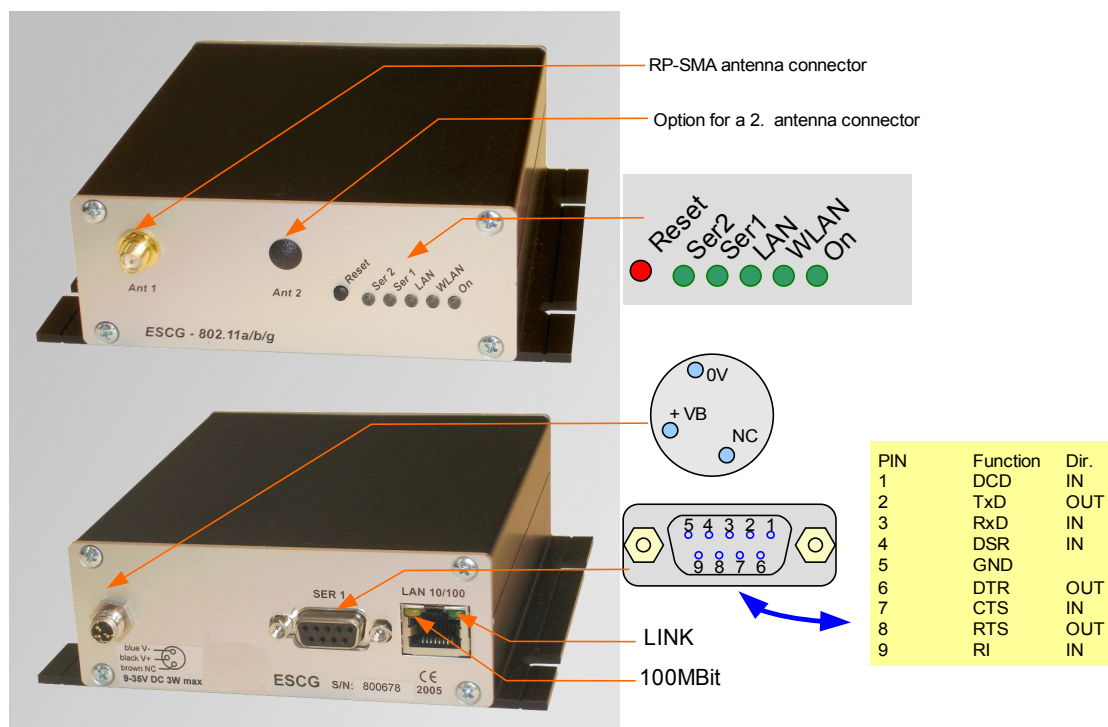 RP-SMA antenna connector
Option for a 2. antenna connector
Reset
Ser2
Ser1
LAN
WLAN
On
Ant 1
Ant 2
Reset
Ser 2
Ser 1
LAN
WLAN
On
ESCG - 802.11a/b/g
0V
+ VB
NC
5 4 3 2 1
9 8 7 6
PIN Function Dir.
1 DCD IN
2 TxD OUT
3 RxD IN
4 DSR IN
5 GND
6 DTR OUT
7 CTS IN
8 RTS OUT
9 RI IN
SER 1
LAN 10/100
LINK
100MBit
blue V-
black V+
brown NC
9-35V DC 3W max
ESCG S/N: 800678
CE
2005